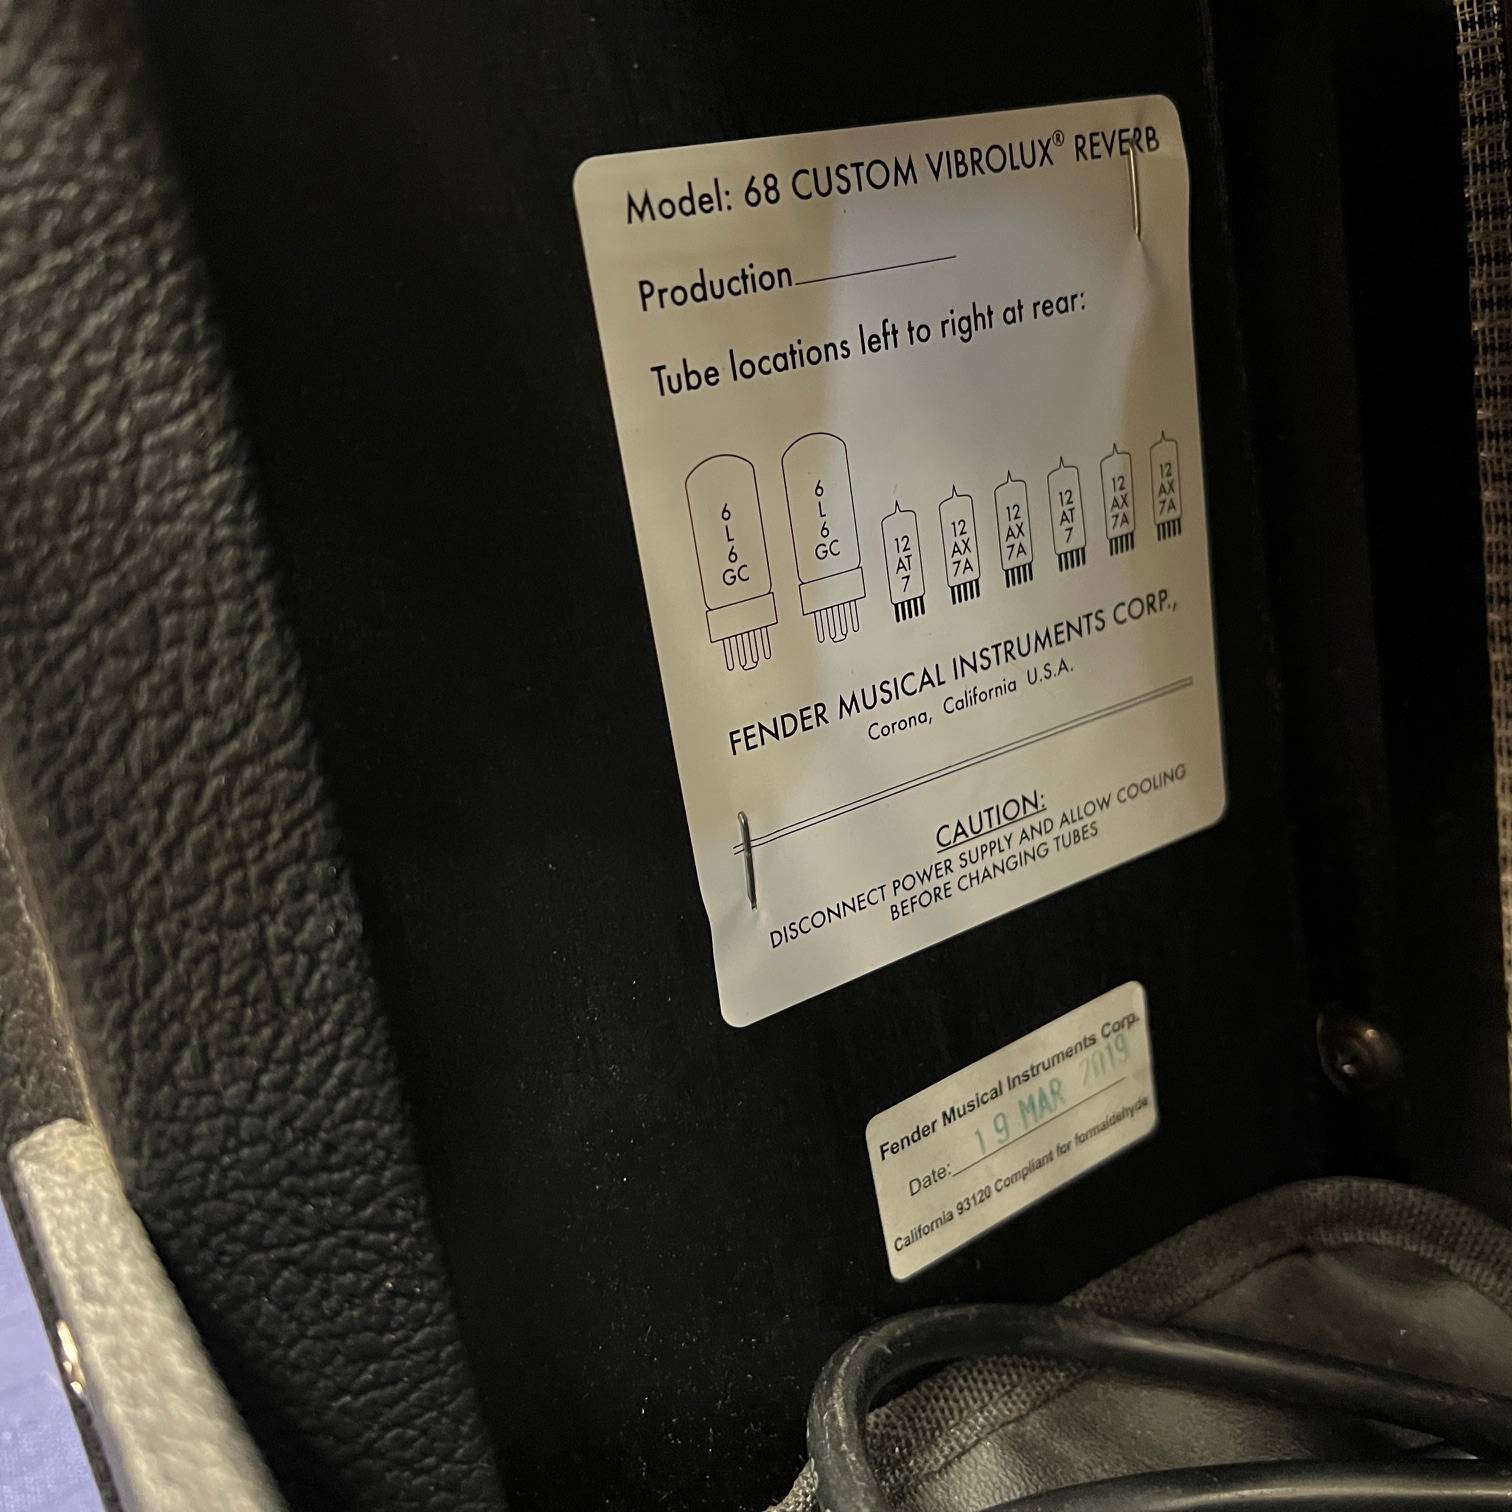 Model: 68 CUSTOM VIBROLUX® REVERB
Production
Tube locations left to right at rear:
6
L
6
GC
6
L
6
GC
12
AT
7
12
AX
7A
12
AX
7A
12
AT
7
12
AX
7A
12
AX
7A
FENDER MUSICAL INSTRUMENTS CORP.,
Corona, California U.S.A.
CAUTION:
DISCONNECT POWER SUPPLY AND ALLOW COOLING
BEFORE CHANGING TUBES
Fender Musical Instruments Corp.
Date: 19 MAR 2019
California 93120 Compliant for formaldehyde